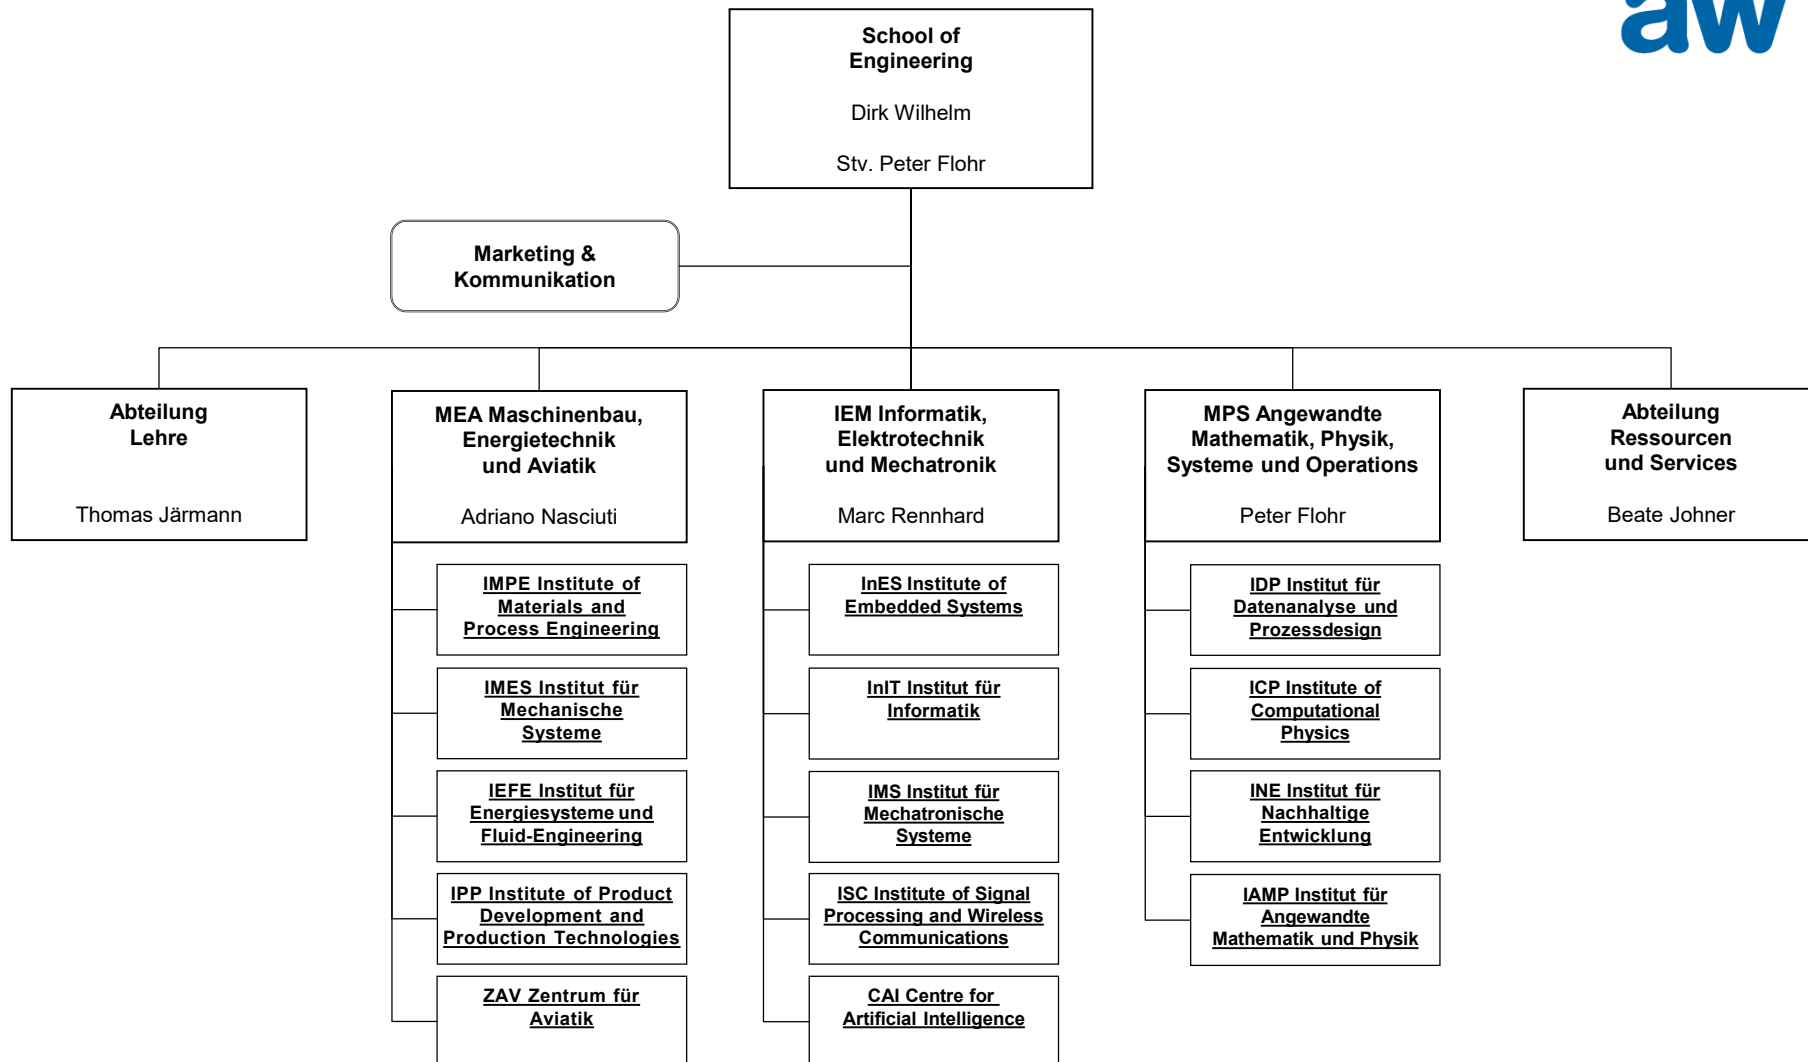 aw
School of
Engineering
Dirk Wilhelm
Stv. Peter Flohr
Marketing &
Kommunikation
Abteilung
Lehre
Thomas Järmann
MEA Maschinenbau,
Energietechnik
und Aviatik
Adriano Nasciuti
IMPE Institute of
Materials and
Process Engineering
IMES Institut für
Mechanische
Systeme
IEFE Institut für
Energiesysteme und
Fluid-Engineering
IPP Institute of Product
Development and
Production Technologies
ZAV Zentrum für
Aviatik
IEM Informatik,
Elektrotechnik
und Mechatronik
Marc Rennhard
InES Institute of
Embedded Systems
InIT Institut für
Informatik
IMS Institut für
Mechatronische
Systeme
ISC Institute of Signal
Processing and Wireless
Communications
CAI Centre for
Artificial Intelligence
MPS Angewandte
Mathematik, Physik,
Systeme und Operations
Peter Flohr
IDP Institut für
Datenanalyse und
Prozessdesign
ICP Institute of
Computational
Physics
INE Institut für
Nachhaltige
Entwicklung
IAMP Institut für
Angewandte
Mathematik und Physik
Abteilung
Ressourcen
und Services
Beate Johner